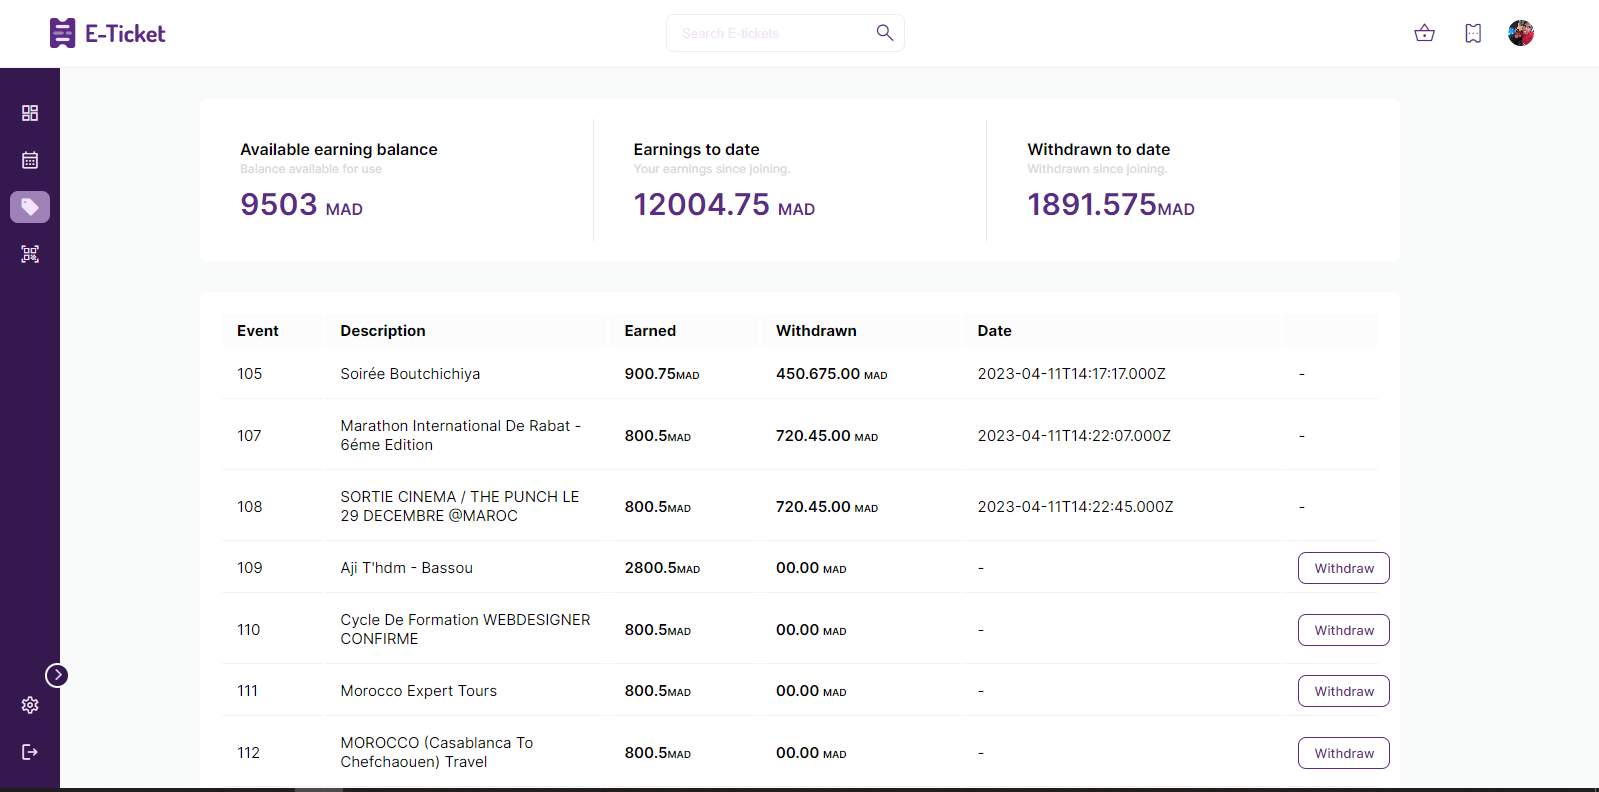 E-Ticket
Search E-tickets
Available earning balance
Balance available for use
9503 MAD
Earnings to date
Your earnings since joining.
12004.75 MAD
Withdrawn to date
Withdrawn since joining.
1891.575MAD
Event Description Earned Withdrawn Date
105 Soirée Boutchichiya 900.75MAD 450.675.00 MAD 2023-04-11T14:17:17.000Z -
107 Marathon International De Rabat -
6éme Edition 800.5MAD 720.45.00 MAD 2023-04-11T14:22:07.000Z -
108 SORTIE CINEMA / THE PUNCH LE
29 DECEMBRE @MAROC 800.5MAD 720.45.00 MAD 2023-04-11T14:22:45.000Z -
109 Aji T'hdm - Bassou 2800.5MAD 00.00 MAD - Withdraw
110 Cycle De Formation WEBDESIGNER
CONFIRME 800.5MAD 00.00 MAD - Withdraw
111 Morocco Expert Tours 800.5MAD 00.00 MAD - Withdraw
112 MOROCCO (Casablanca To
Chefchaouen) Travel 800.5MAD 00.00 MAD - Withdraw